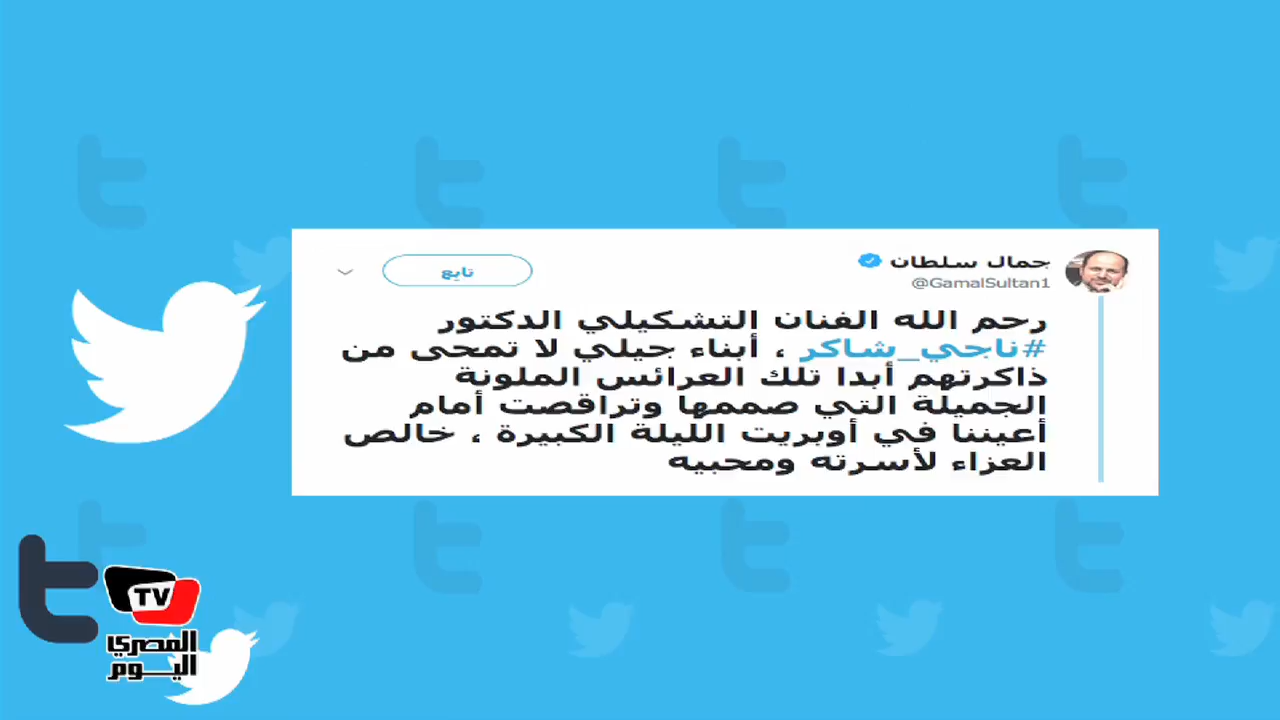 جمال سلطان
@GamalSultan1
تابع
رحم الله الفنان التشكيلي الدكتور
#ناجي_شاكر ، أبناء جيلي لا تمحى من
ذاكرتهم أبدا تلك العرائس الملونة
الجميلة التي صممها وتراقصت أمام
أعيننا في أوبريت الليلة الكبيرة ، خالص
العزاء لأسرته ومحبيه
TV
المصري
اليوم